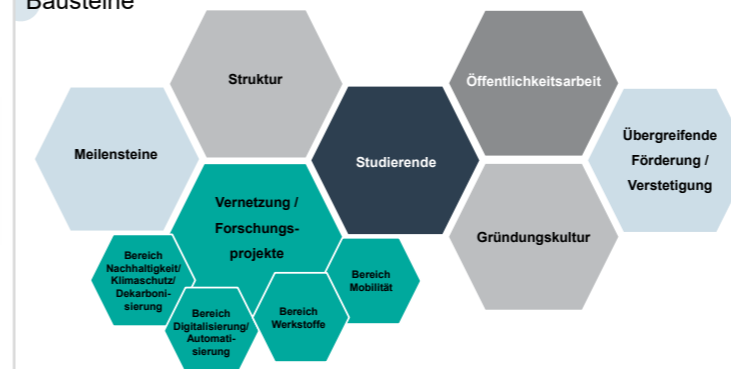 Bausteine
Struktur
Öffentlichkeitsarbeit
Meilensteine
Studierende
Übergreifende
Förderung /
Verstetigung
Vernetzung /
Forschungs-
projekte
Gründungskultur
Bereich
Nachhaltigkeit/
Klimaschutz/
Dekarboni-
sierung
Bereich
Digitalisierung/
Automati-
sierung
Bereich
Werkstoffe
Bereich
Mobilität